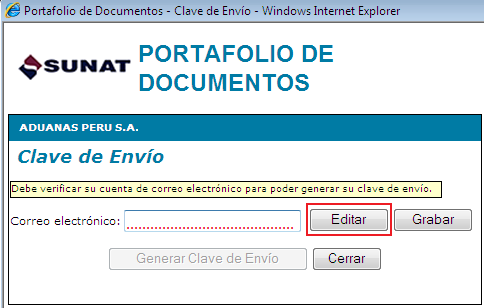 Portafolio de Documentos - Clave de Envío - Windows Internet Explorer
SUNAT
PORTAFOLIO DE
DOCUMENTOS
ADUANAS PERU S.A.
Clave de Envío
Debe verificar su cuenta de correo electrónico para poder generar su clave de envío.
Correo electrónico: Editar Grabar
Generar Clave de Envío Cerrar